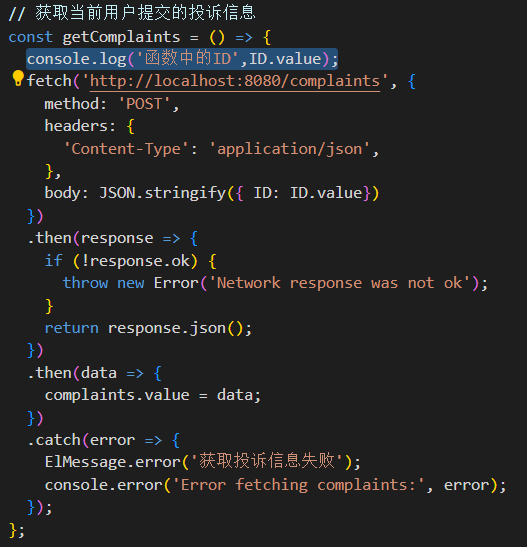 // 获取当前用户提交的投诉信息
const getComplaints = () => {
  console.log('函数中的ID',ID.value);
  fetch('http://localhost:8080/complaints', {
    method: 'POST',
    headers: {
      'Content-Type': 'application/json',
    },
    body: JSON.stringify({ ID: ID.value})
  })
  .then(response => {
    if (!response.ok) {
      throw new Error('Network response was not ok');
    }
    return response.json();
  })
  .then(data => {
    complaints.value = data;
  })
  .catch(error => {
    ElMessage.error('获取投诉信息失败');
    console.error('Error fetching complaints:', error);
  });
};